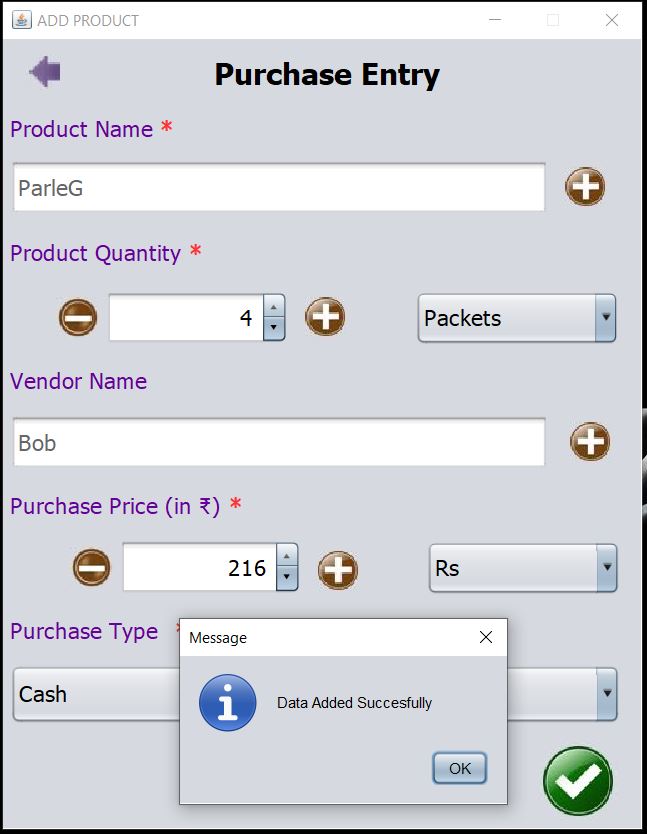 ADD PRODUCT
Purchase Entry
Product Name *
ParleG
Product Quantity *
4
Packets
Vendor Name
Bob
Purchase Price (in ₹) *
216
Rs
Purchase Type *
Message
Cash
Data Added Succesfully
OK